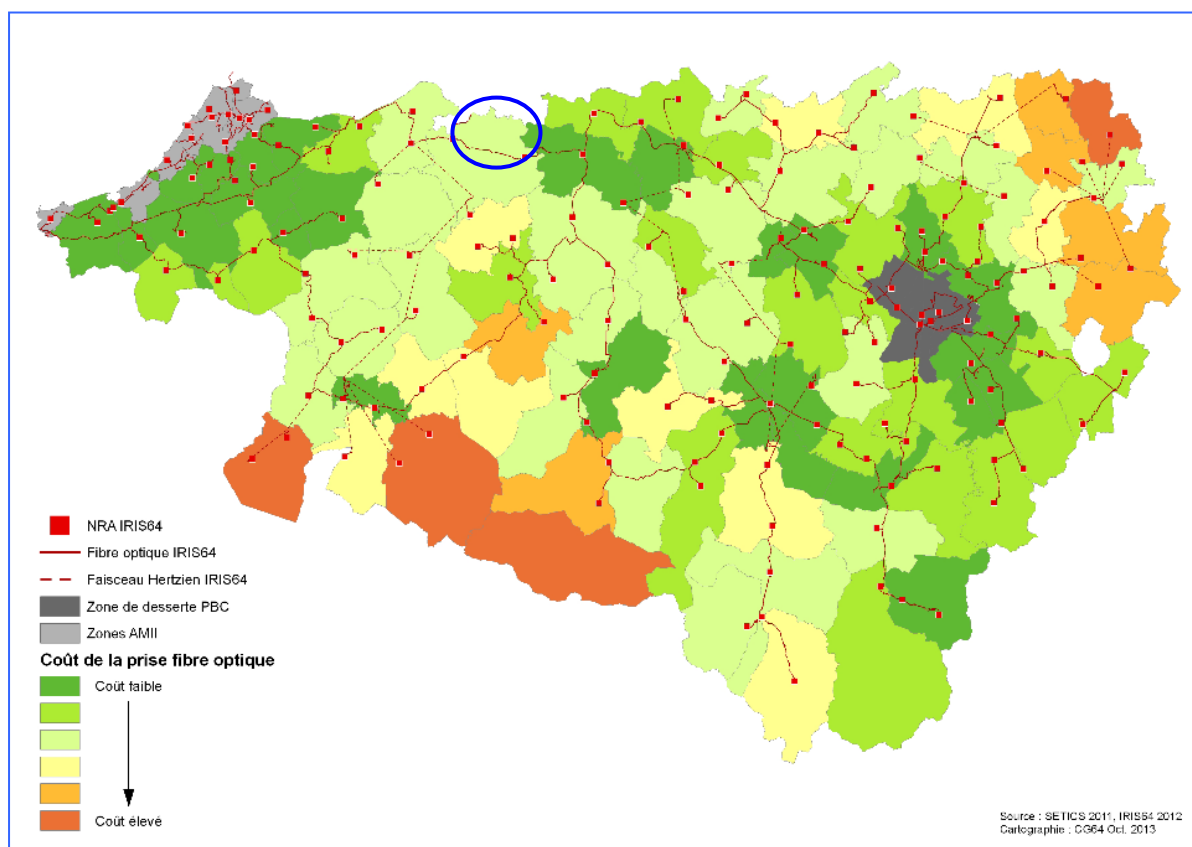 NRA IRIS64
Fibre optique IRIS64
Faisceau Hertzien IRIS64
Zone de desserte PBC
Zones AMII
Coût de la prise fibre optique
Coût faible
Coût élevé
Source : SETICS 2011, IRIS64 2012
Cartographie : CG64 Oct. 2013